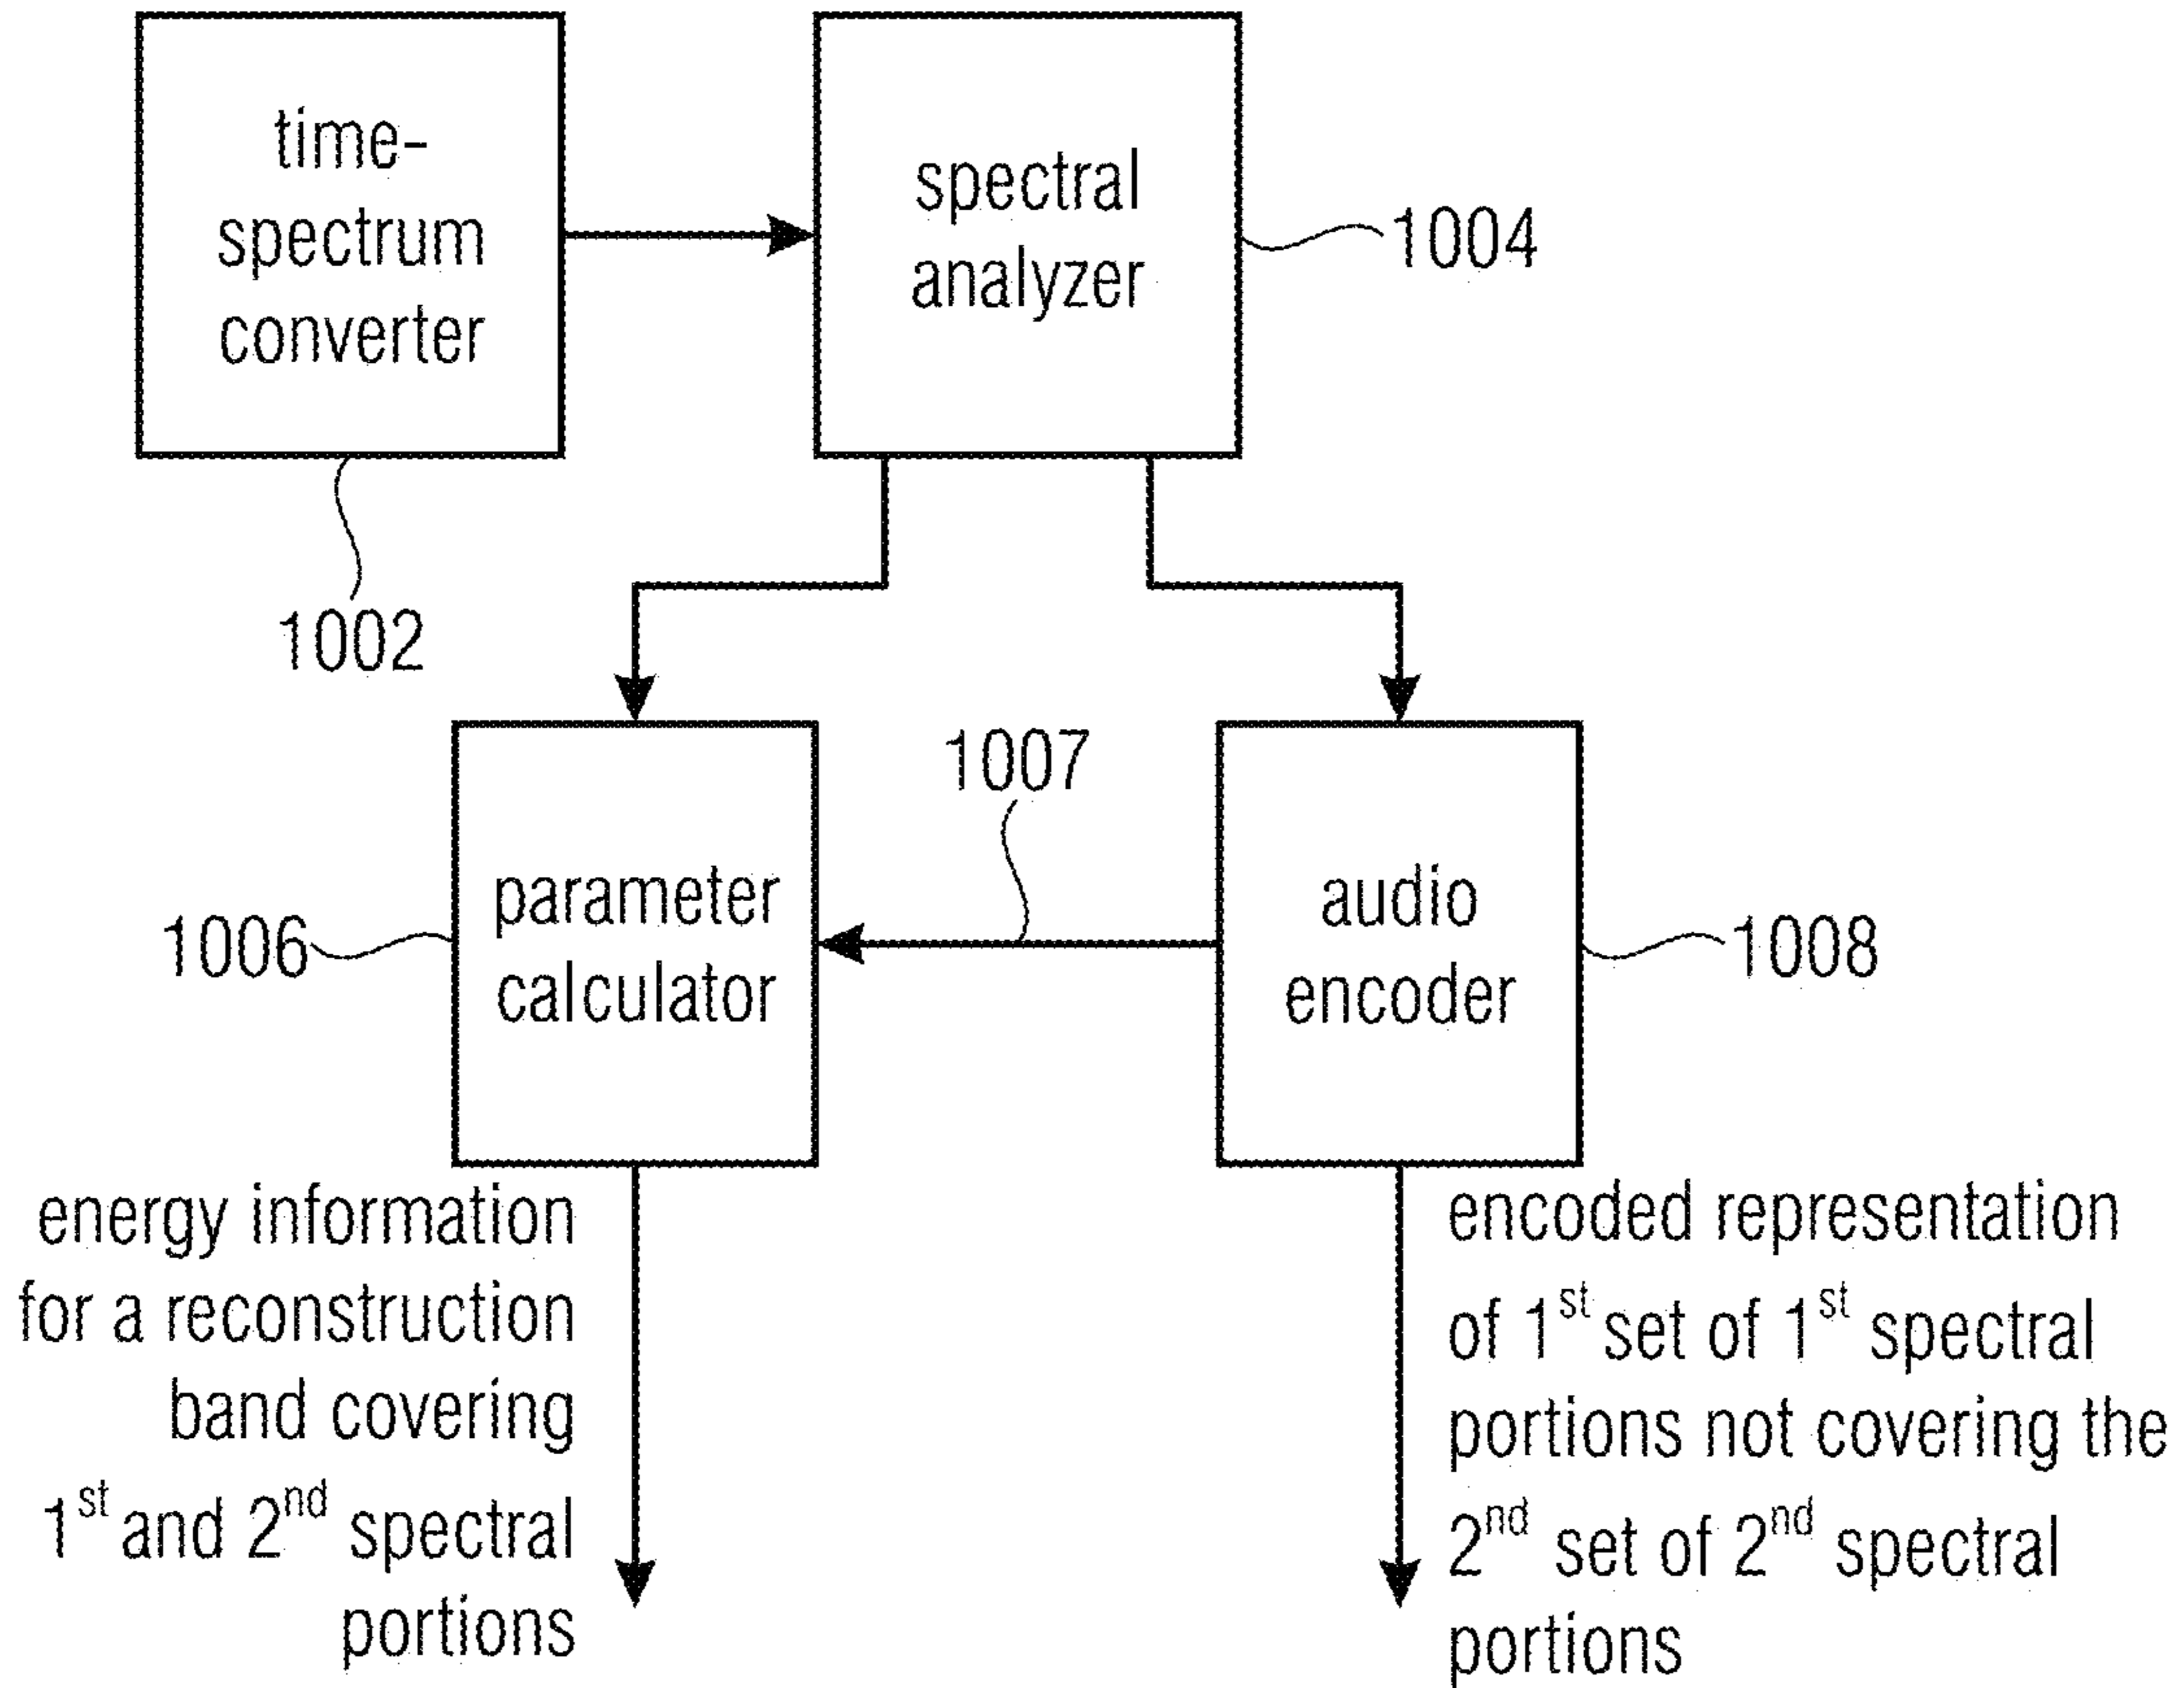 time-
spectrum
converter
spectral
analyzer
1004
1002
1007
parameter
calculator
audio
encoder
1006
1008
energy information
for a reconstruction
band covering
1st and 2nd spectral
portions
encoded representation
of 1st set of 1st spectral
portions not covering the
2nd set of 2nd spectral
portions